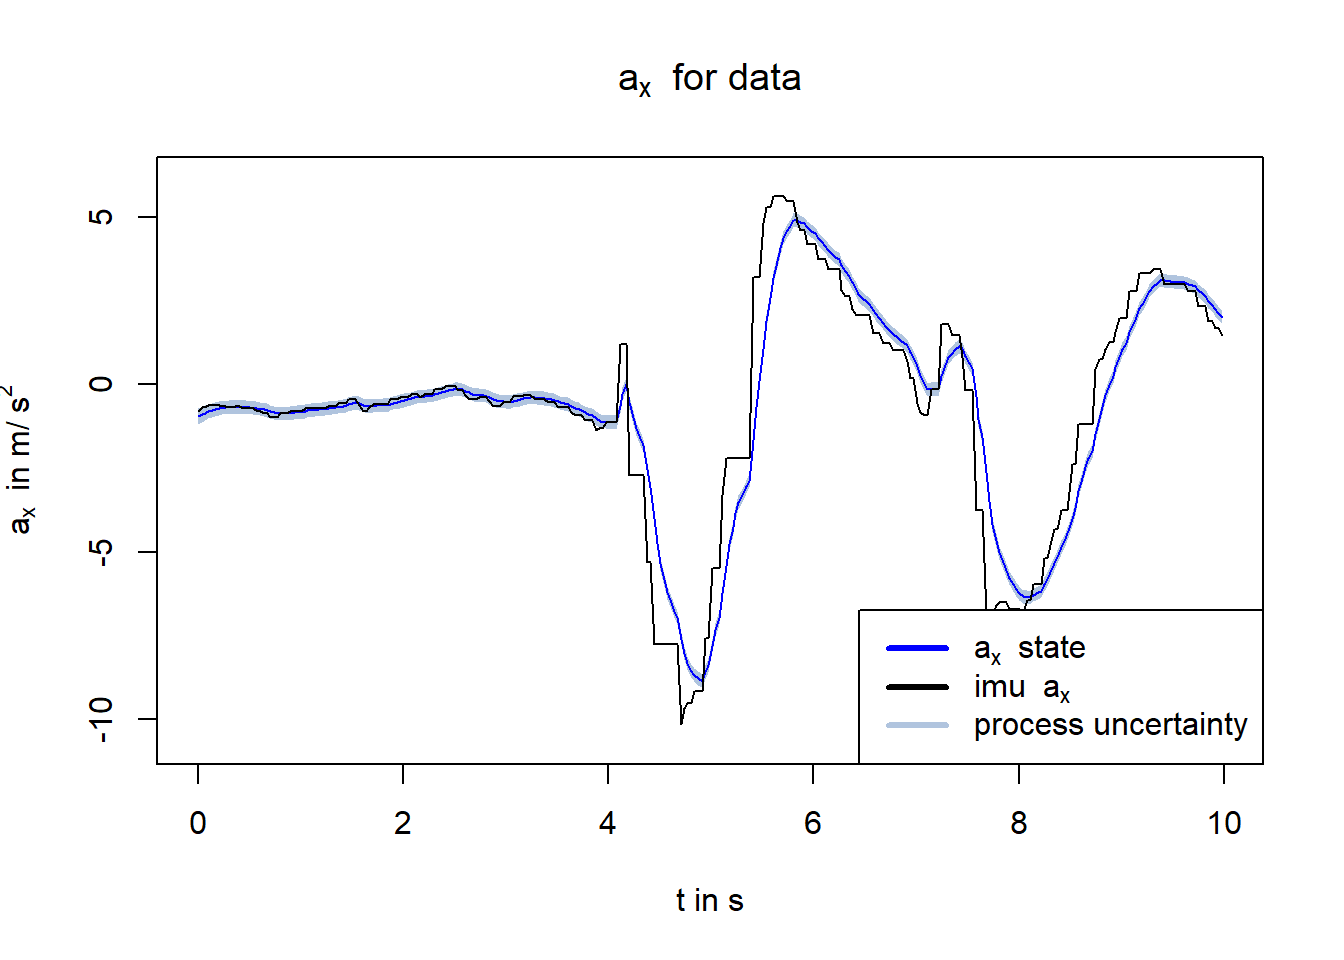 aₓ for data
aₓ in m/ s²
5
0
-5
-10
0 2 4 6 8 10
t in s
aₓ state
imu aₓ
process uncertainty